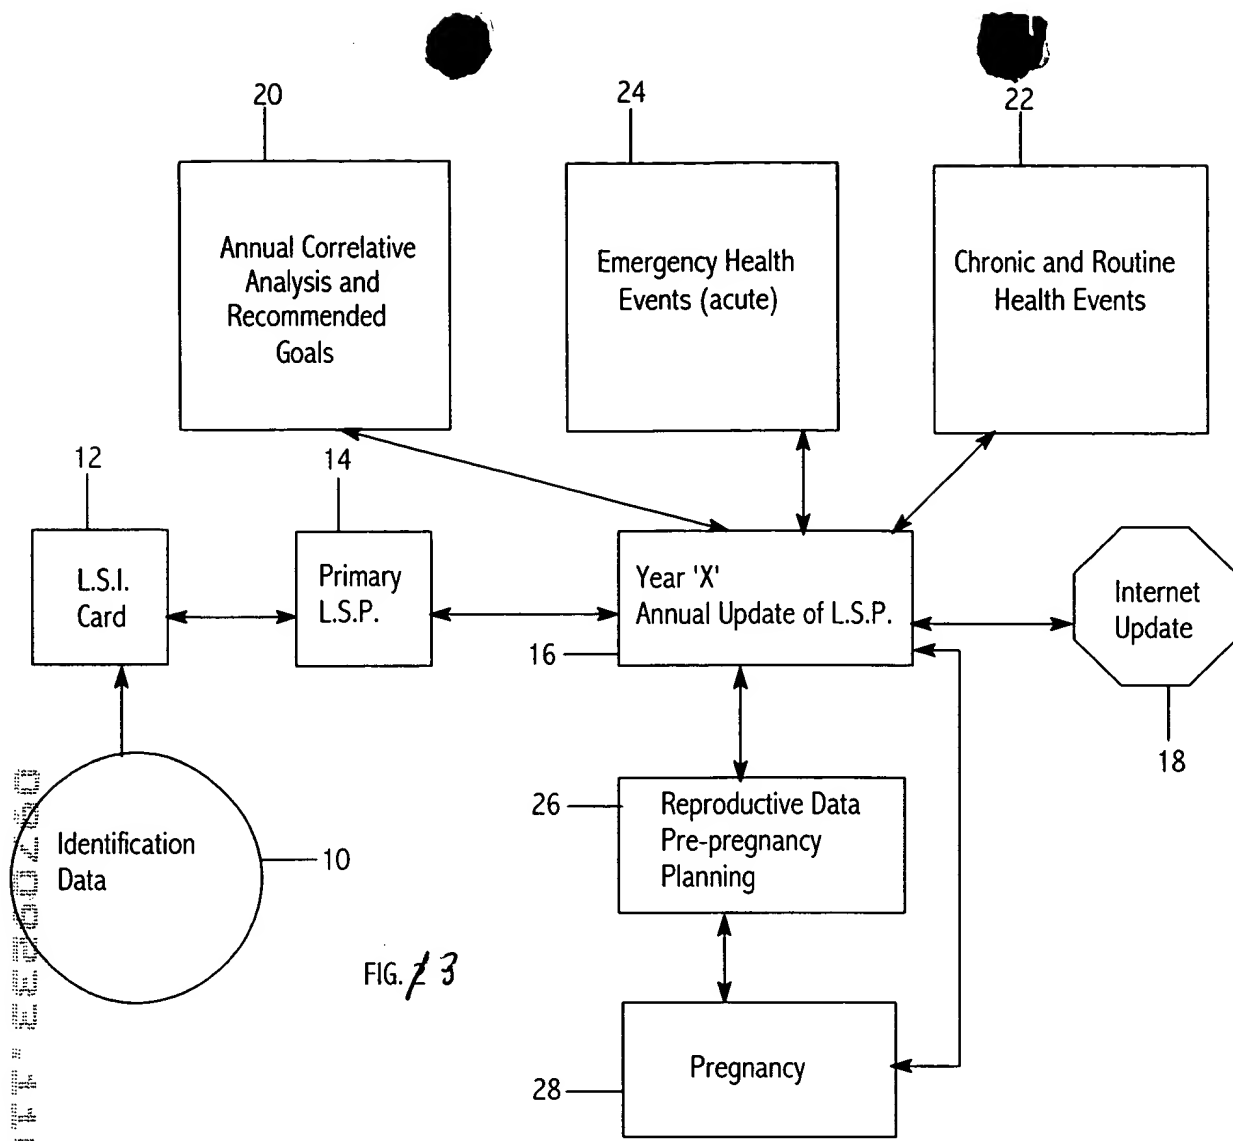 20
24
22
Annual Correlative
Analysis and
Recommended
Goals
Emergency Health
Events (acute)
Chronic and Routine
Health Events
12
14
L.S.I.
Card
Primary
L.S.P.
Year 'X'
Annual Update of L.S.P.
16
Internet
Update
18
Identification
Data
10
26
Reproductive Data
Pre-pregnancy
Planning
FIG. 3
Pregnancy
28